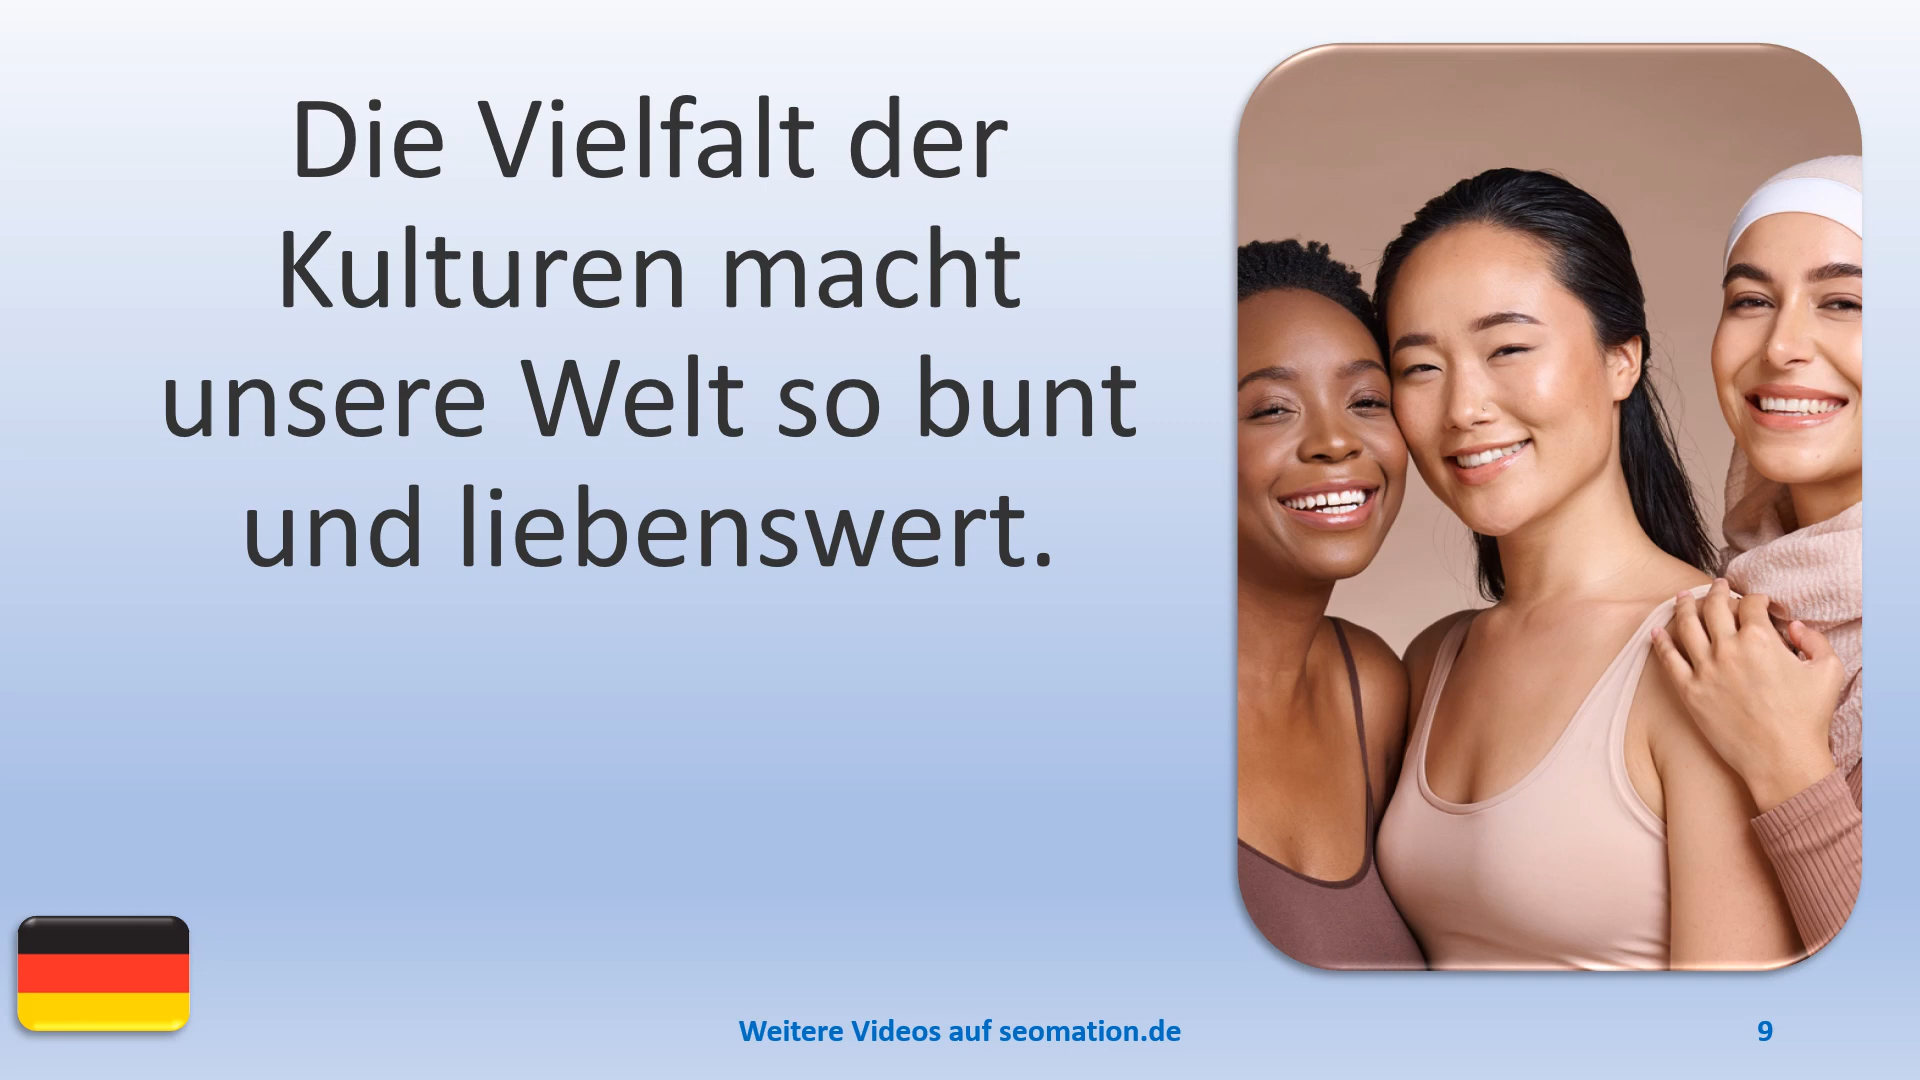 Die Vielfalt der
Kulturen macht
unsere Welt so bunt
und liebenswert.
Weitere Videos auf seomation.de
9